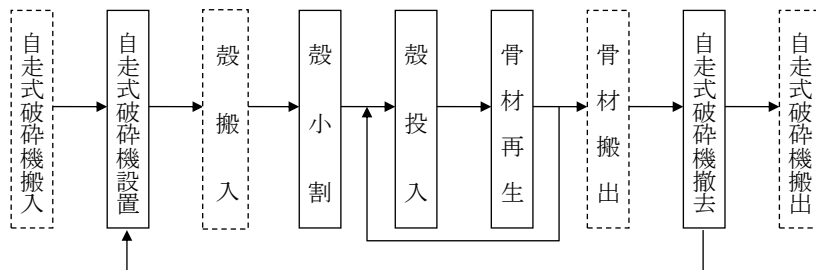 自走式破砕機搬入
自走式破砕機設置
殻搬入
殻小割
殻投入
骨材再生
骨材搬出
自走式破砕機撤去
自走式破砕機搬出